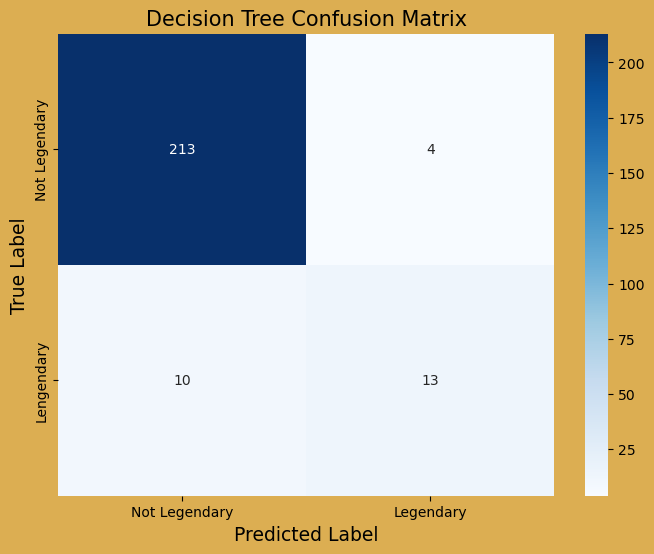 Decision Tree Confusion Matrix
True Label
Not Legendary
Lengendary
213
4
10
13
Not Legendary
Legendary
Predicted Label
200
175
150
125
100
75
50
25